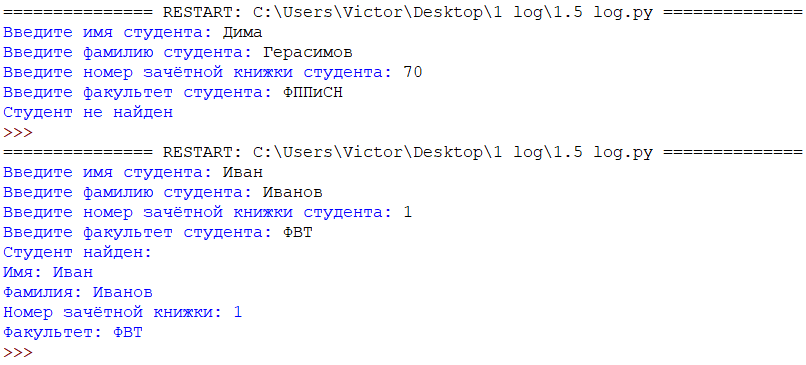 =============== RESTART: C:\Users\Victor\Desktop\1 log\1.5 log.py ==============
Введите имя студента: Дима
Введите фамилию студента: Герасимов
Введите номер зачётной книжки студента: 70
Введите факультет студента: ФППиСН
Студент не найден
>>>
=============== RESTART: C:\Users\Victor\Desktop\1 log\1.5 log.py ==============
Введите имя студента: Иван
Введите фамилию студента: Иванов
Введите номер зачётной книжки студента: 1
Введите факультет студента: ФВТ
Студент найден:
Имя: Иван
Фамилия: Иванов
Номер зачётной книжки: 1
Факультет: ФВТ
>>>